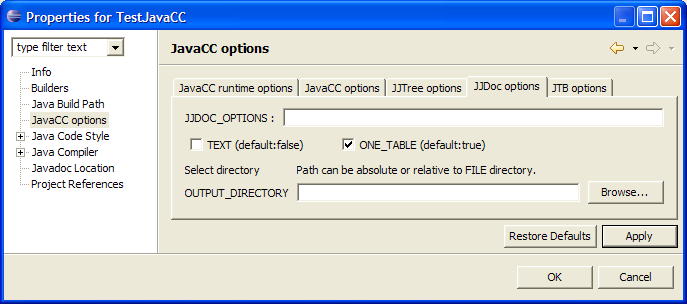 Properties for TestJavaCC
type filter text
Info
Builders
Java Build Path
JavaCC options
Java Code Style
Java Compiler
Javadoc Location
Project References
JavaCC options
JavaCC runtime options JavaCC options JJTree options JJDoc options JTB options
JJDOC_OPTIONS :
TEXT (default:false) ONE_TABLE (default:true)
Select directory Path can be absolute or relative to FILE directory.
OUTPUT_DIRECTORY Browse...
Restore Defaults Apply
OK Cancel